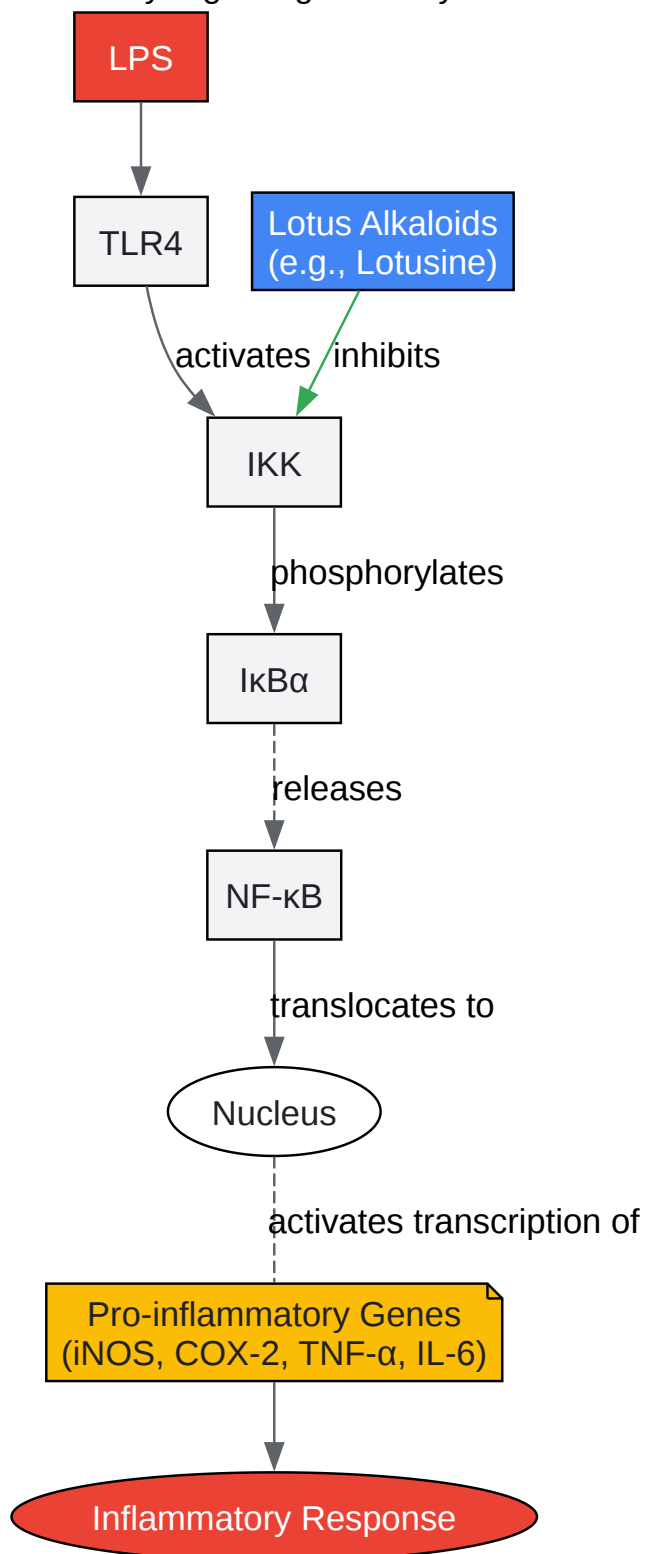 LPS
TLR4
Lotus Alkaloids
(e.g., Lotusine)
activates
inhibits
IKK
phosphorylates
IκBα
releases
NF-κB
translocates to
Nucleus
activates transcription of
Pro-inflammatory Genes
(iNOS, COX-2, TNF-α, IL-6)
Inflammatory Response